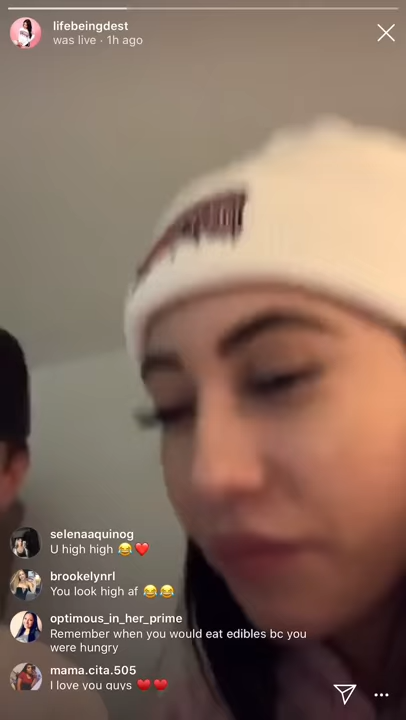 lifebeingdest
was live · 1h ago
selenaaquinog
U high high 😂❤️
brookelynrl
You look high af 😂😂
optimous_in_her_prime
Remember when you would eat edibles bc you
were hungry
mama.cita.505
I love you guys ❤️❤️